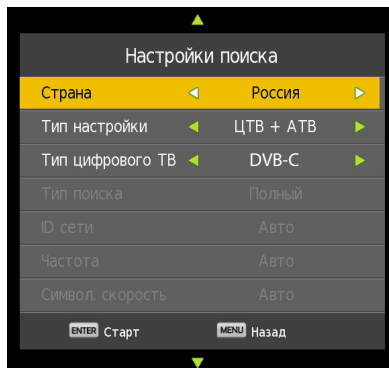 Настройки поиска
Страна Россия
Тип настройки ЦТВ + АТВ
Тип цифрового ТВ DVB-C
Тип поиска Полный
ID сети Авто
Частота Авто
Символ. скорость Авто
ENTER Старт MENU Назад